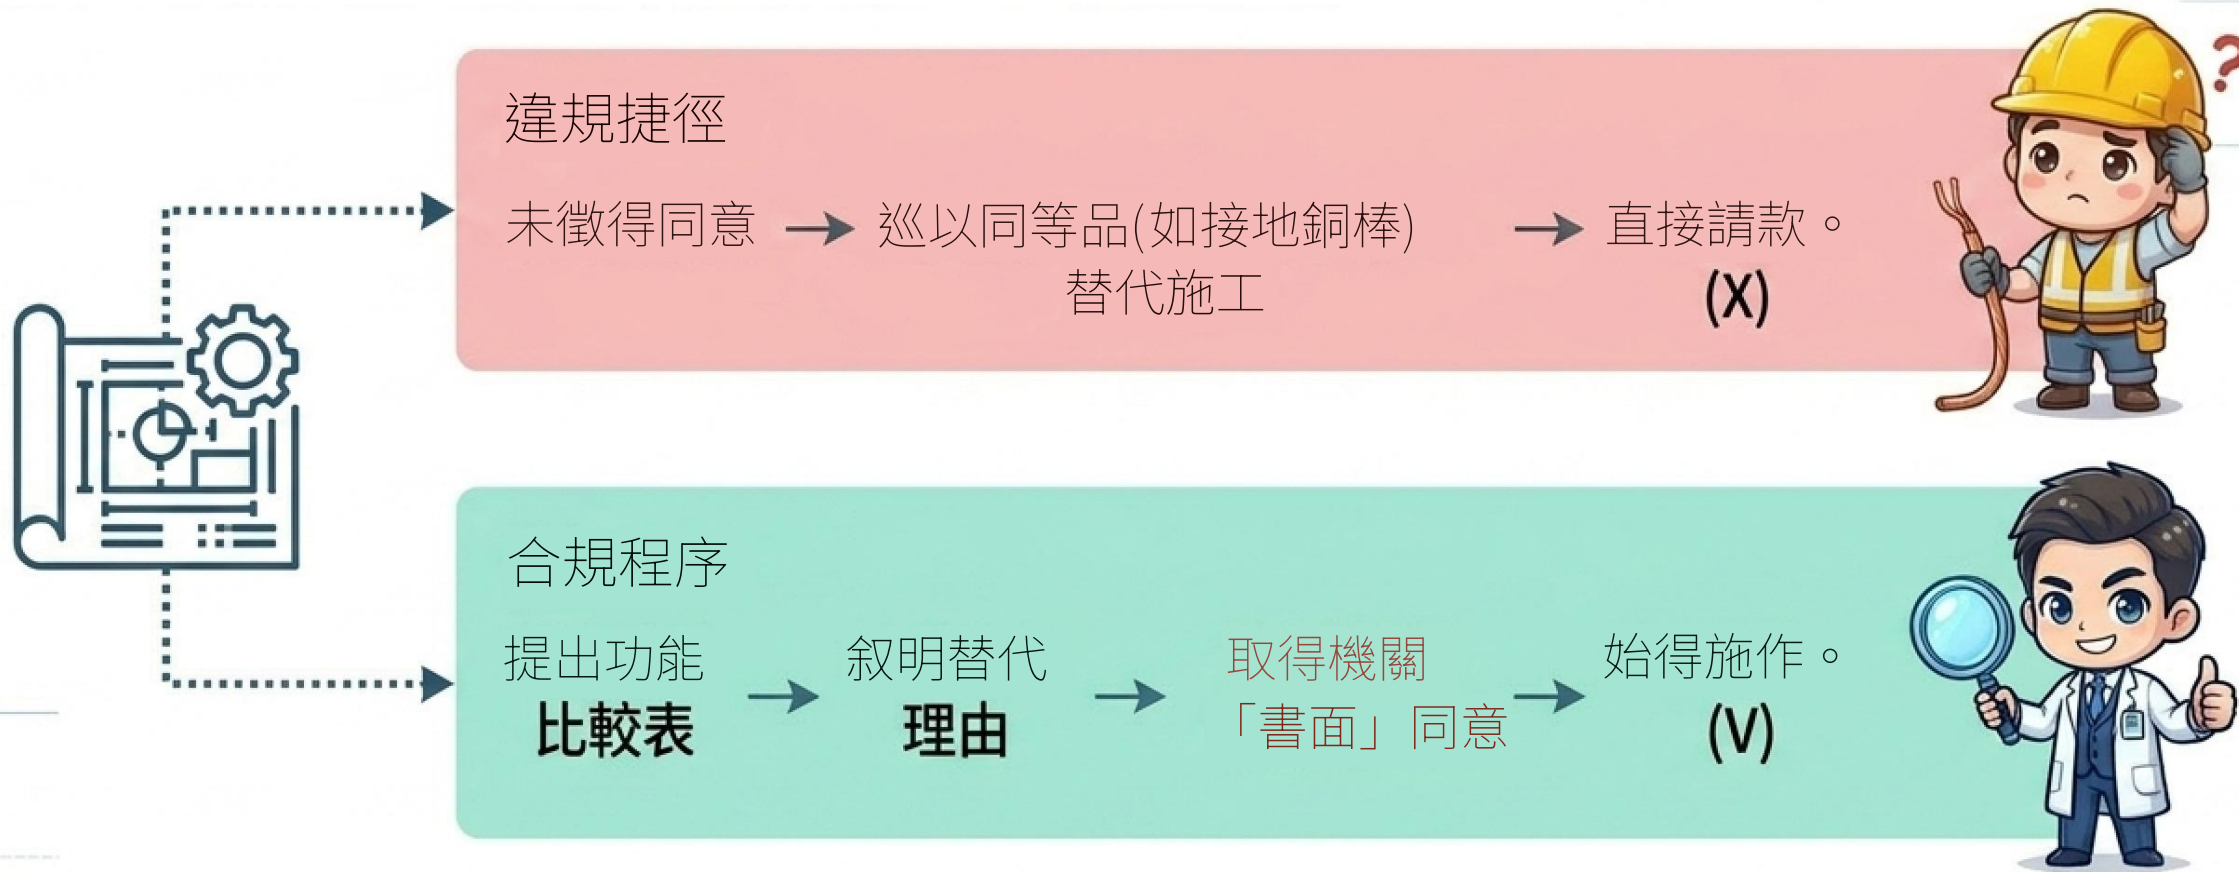 違規捷徑
未徵得同意 → 巡以同等品(如接地銅棒) → 直接請款。
替代施工
(X)
?
合規程序
提出功能 → 叙明替代 → 取得機關 → 始得施作。
比較表
理由
「書面」同意
(V)